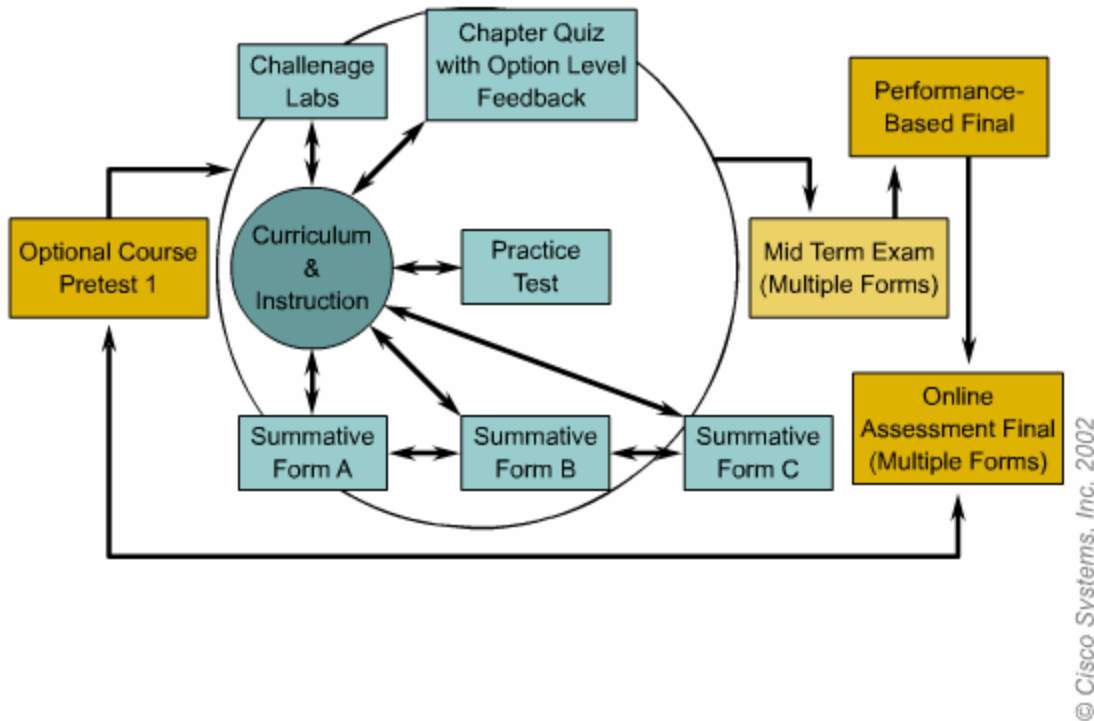 Challenage
Labs
Chapter Quiz
with Option Level
Feedback
Performance-
Based Final
Optional Course
Pretest 1
Curriculum
&
Instruction
Practice
Test
Mid Term Exam
(Multiple Forms)
Summative
Form A
Summative
Form B
Summative
Form C
Online
Assessment Final
(Multiple Forms)
© Cisco Systems, Inc. 2002